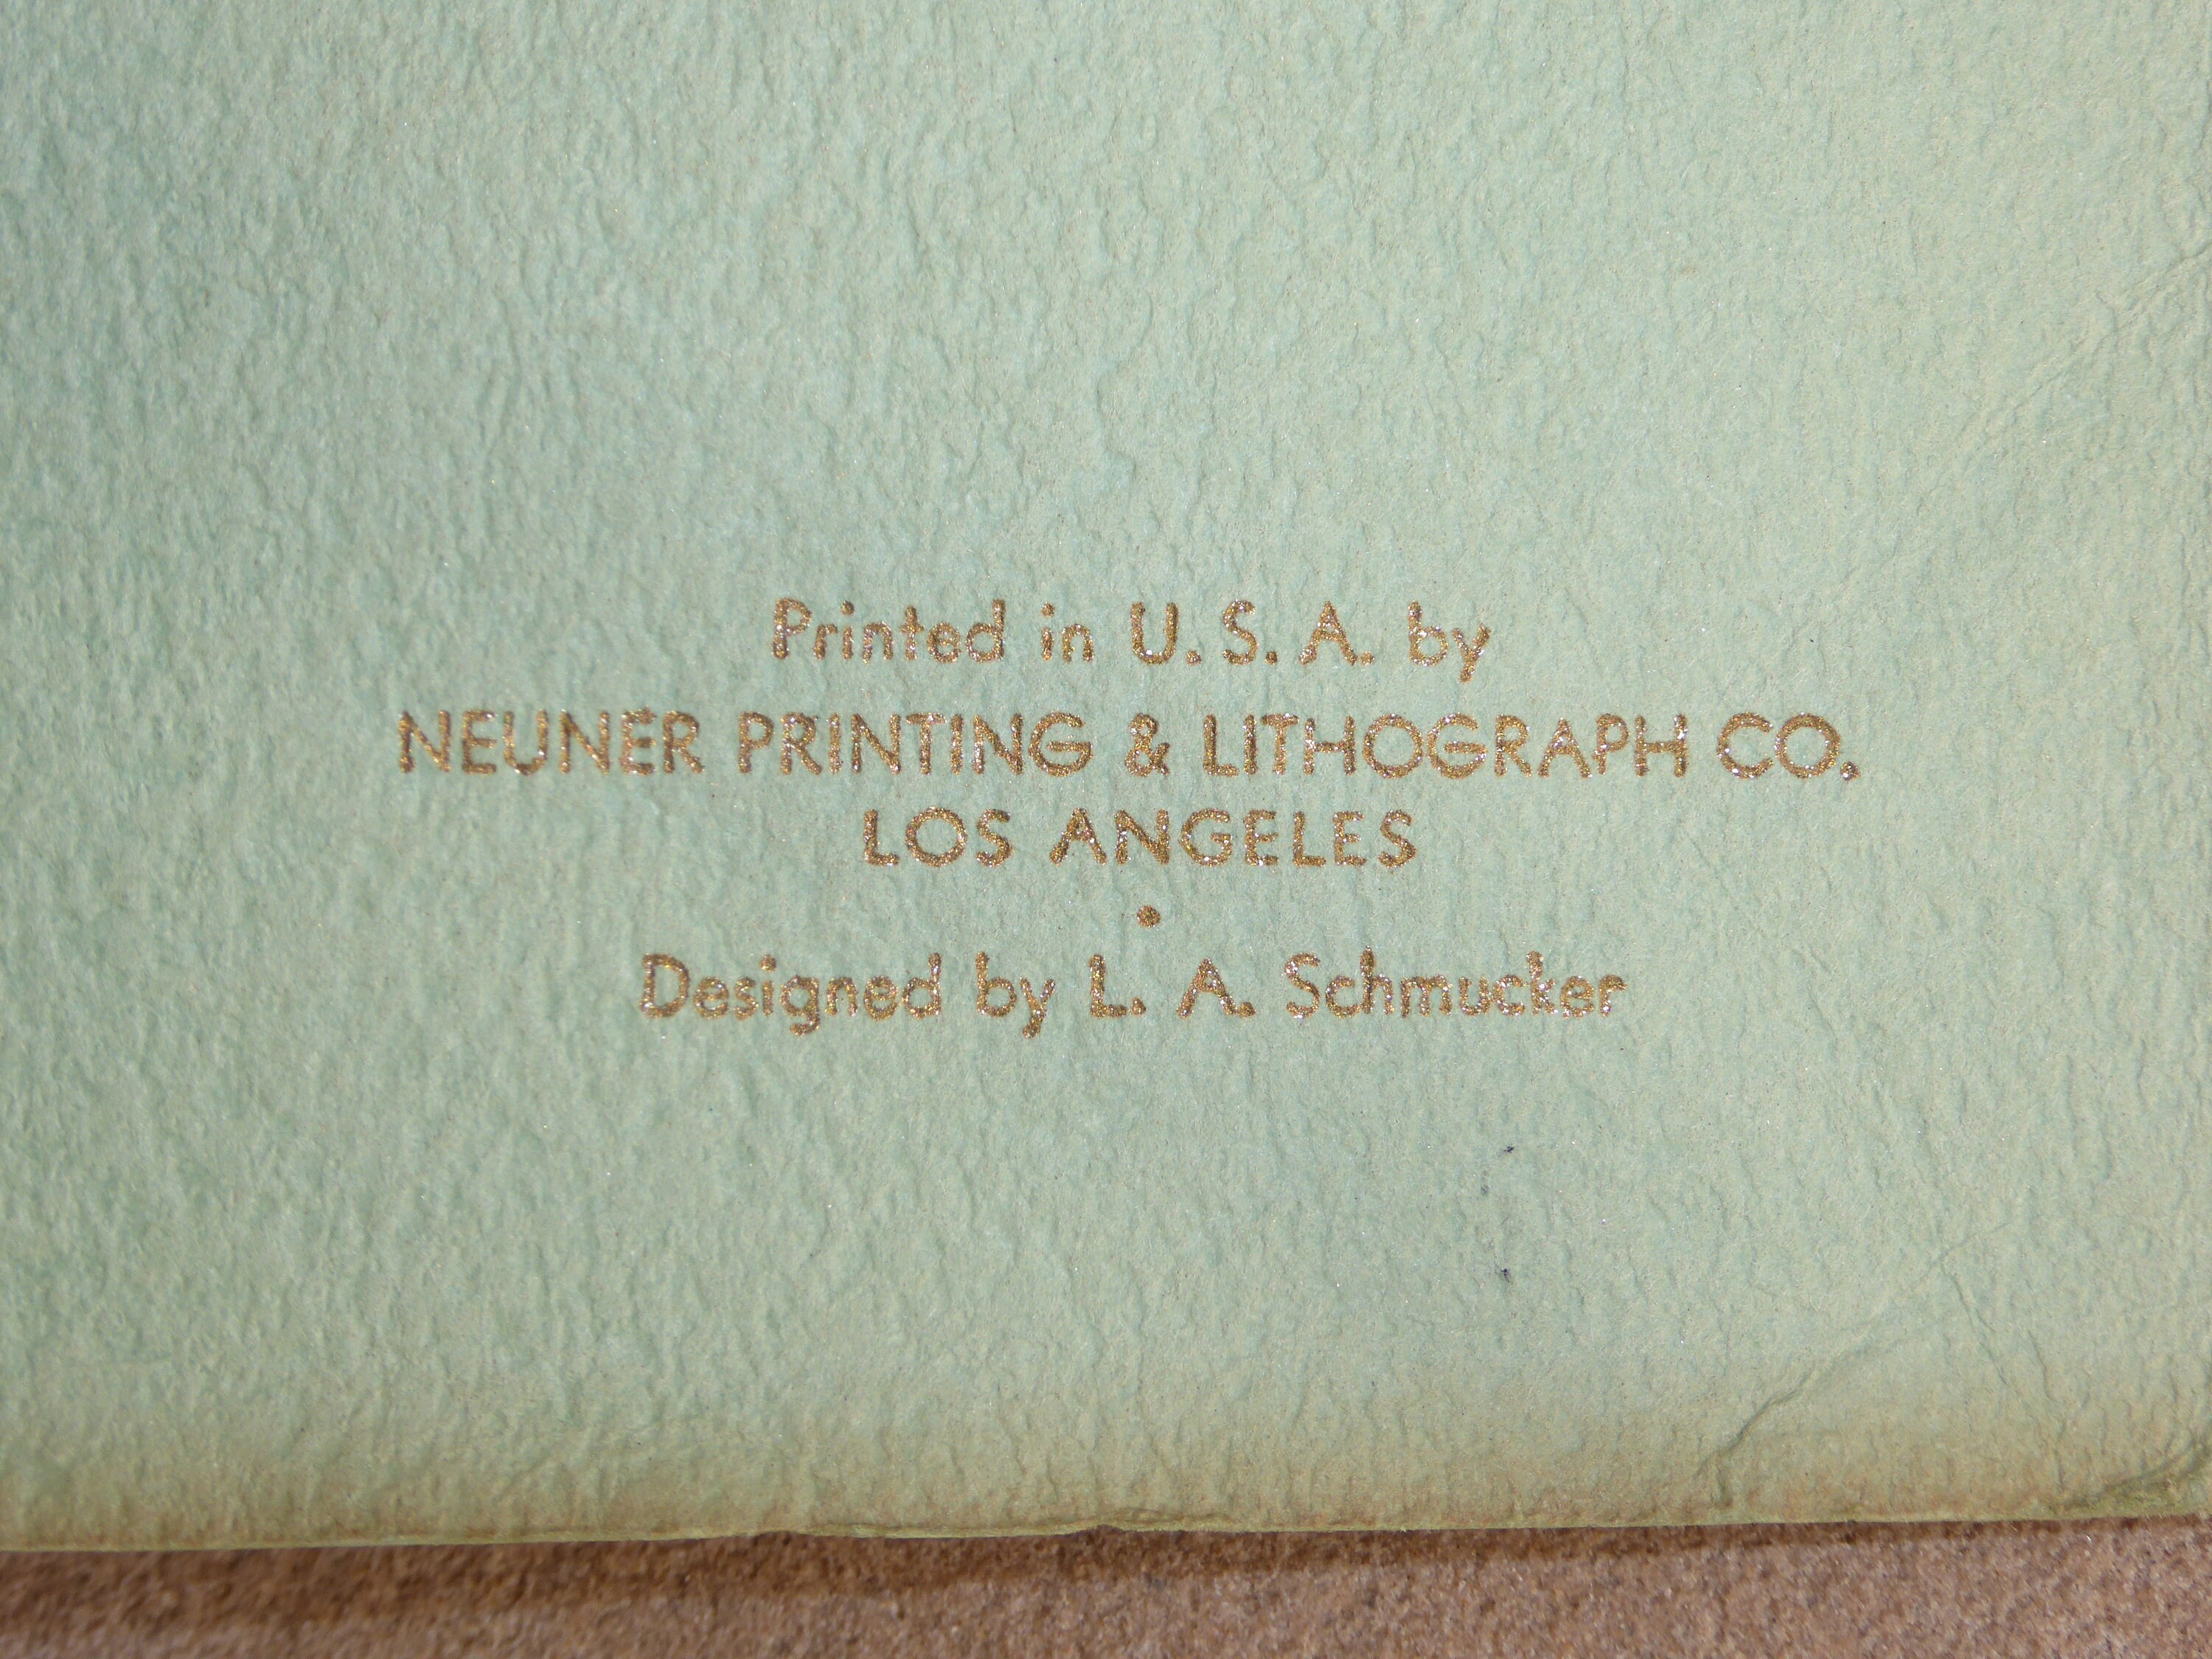 Printed in U.S.A. by
NEUNER PRINTING & LITHOGRAPH CO.
LOS ANGELES
•
Designed by L. A. Schmucker